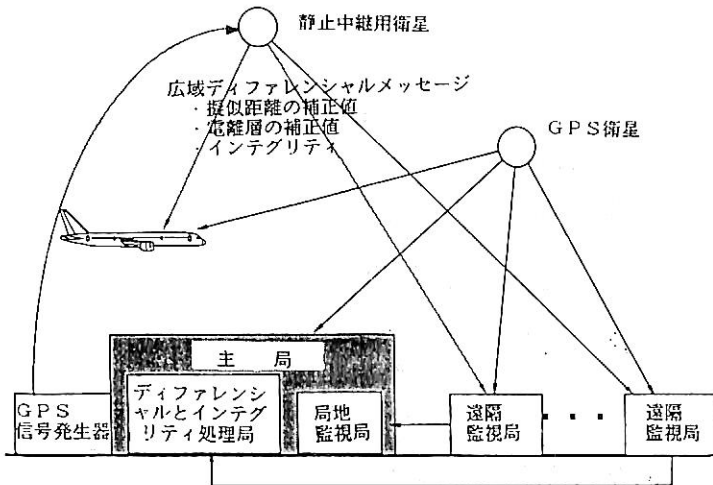 静止中継用衛星
広域ディファレンシャルメッセージ
・擬似距離の補正値
・電離層の補正値
・インテグリティ
GPS衛星
主 局
GPS
信号発生器
ディファレンシ
ャルとインテグ
リティ処理局
局地
監視局
遠隔
監視局
遠隔
監視局